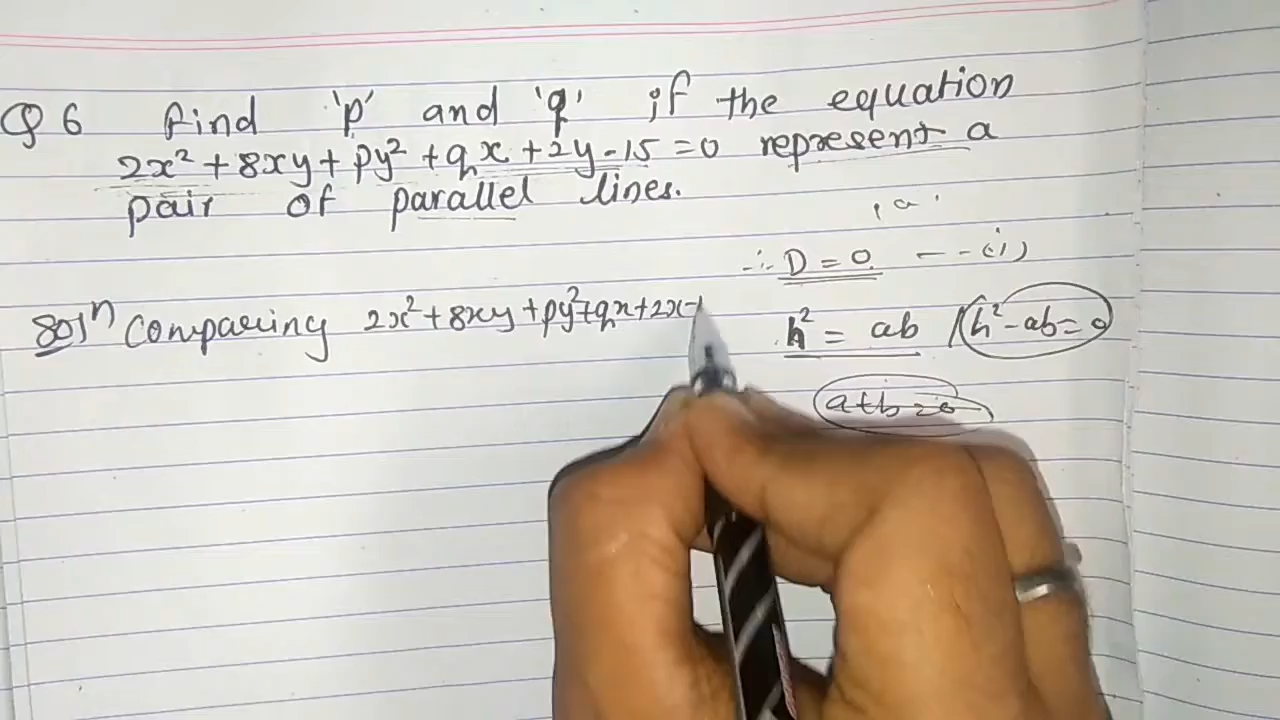 Q 6 find 'p' and 'q' if the equation
2x² + 8xy + py² + qx + 2y - 15 = 0 represent a
pair of parallel lines.
∴ D = 0 - - (i)
Solⁿ Comparing 2x² + 8xy + py² + qx + 2x -
h² = ab / h² - ab = 0
a + b = 0